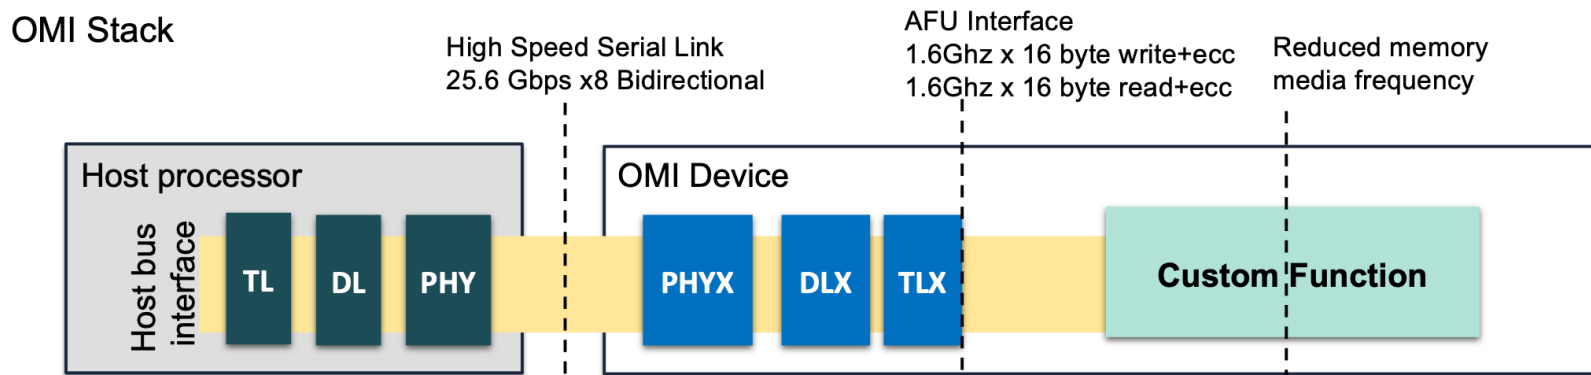 OMI Stack
High Speed Serial Link
25.6 Gbps x8 Bidirectional
AFU Interface
1.6Ghz x 16 byte write+ecc
1.6Ghz x 16 byte read+ecc
Reduced memory
media frequency
Host processor
Host bus
interface
TL
DL
PHY
OMI Device
PHYX
DLX
TLX
Custom Function